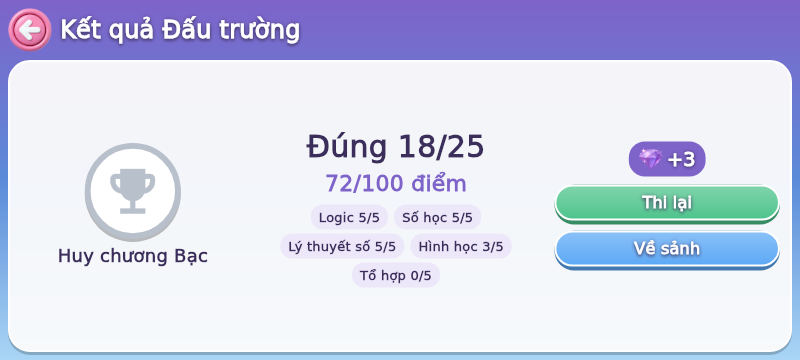 Kết quả Đấu trường
Huy chương Bạc
Đúng 18/25
72/100 điểm
Logic 5/5
Số học 5/5
Lý thuyết số 5/5
Hình học 3/5
Tổ hợp 0/5
+3
Thi lại
Về sảnh